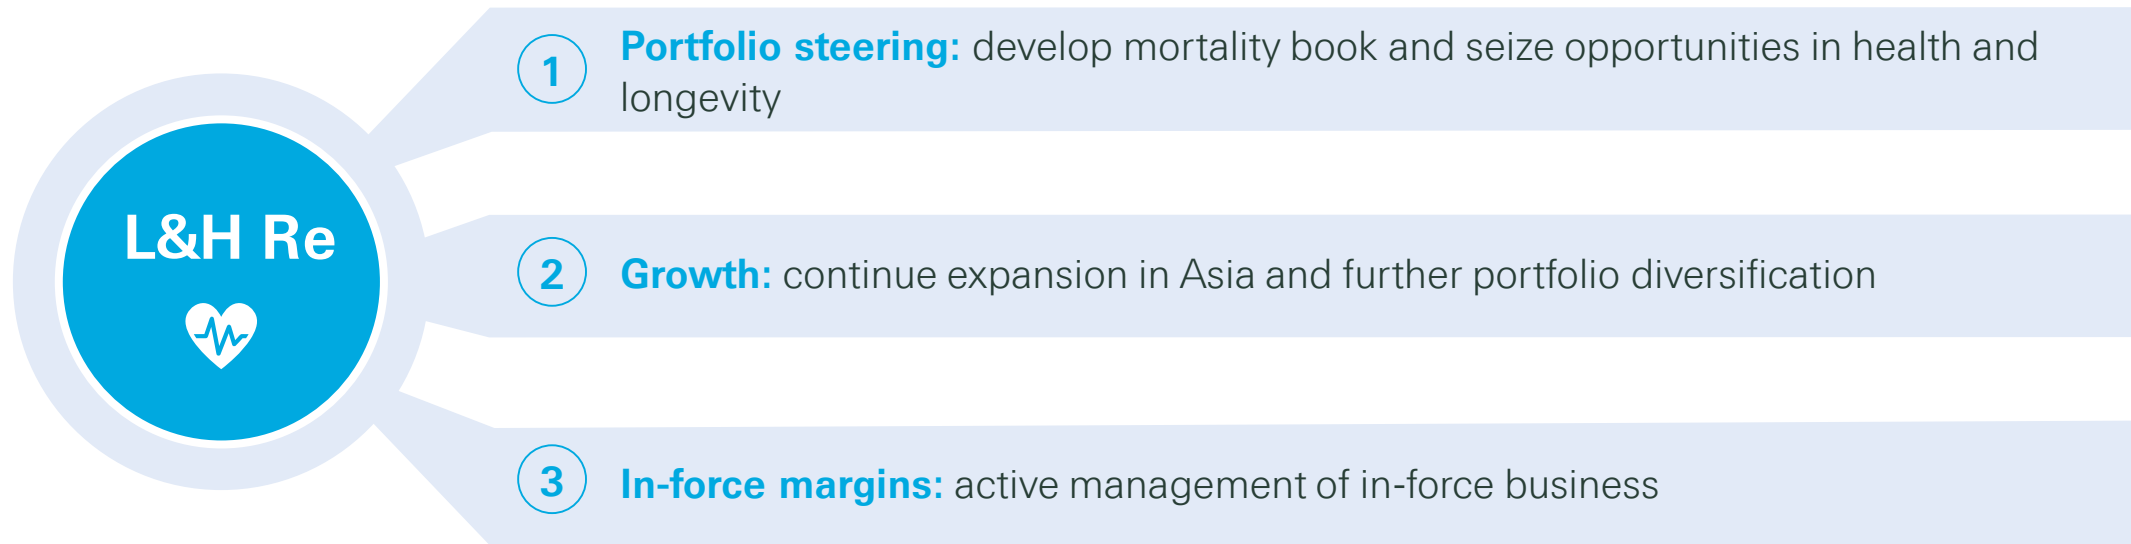 L&H Re
1
Portfolio steering: develop mortality book and seize opportunities in health and
longevity
2
Growth: continue expansion in Asia and further portfolio diversification
3
In-force margins: active management of in-force business